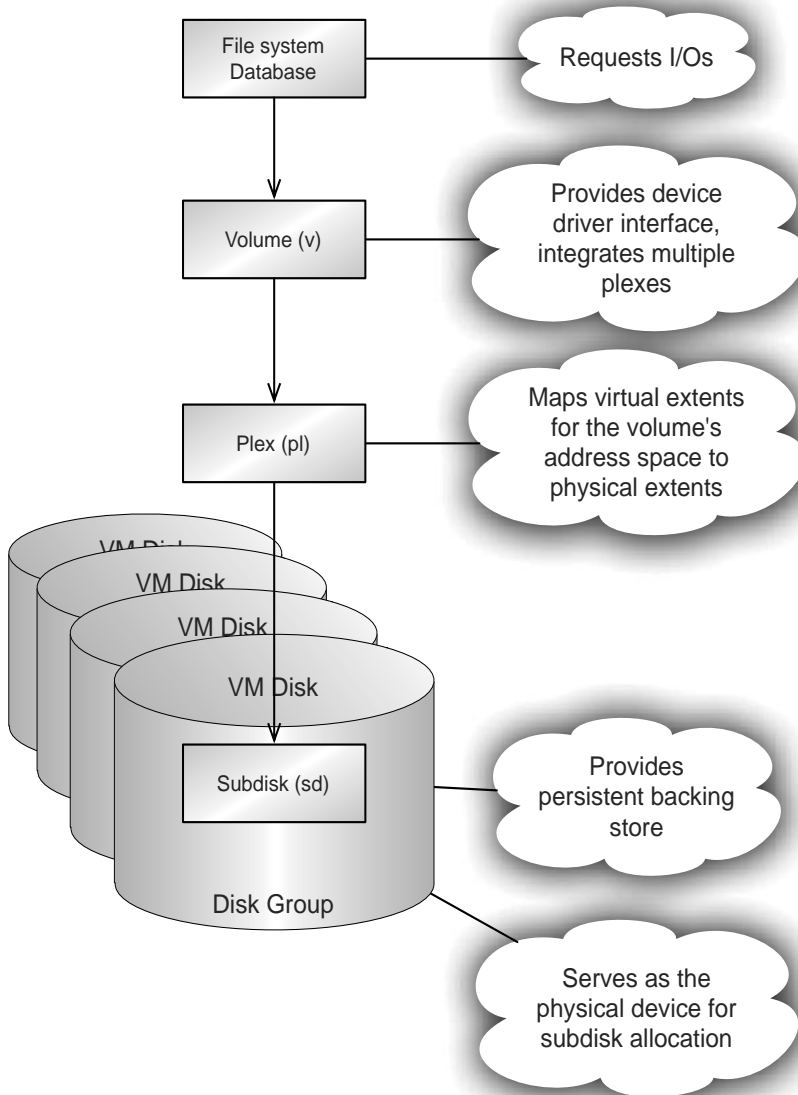 File system
Database
Requests I/Os
Volume (v)
Provides device
driver interface,
integrates multiple
plexes
Plex (pl)
Maps virtual extents
for the volume's
address space to
physical extents
VM Disk
VM Disk
VM Disk
VM Disk
Subdisk (sd)
Provides
persistent backing
store
Disk Group
Serves as the
physical device for
subdisk allocation